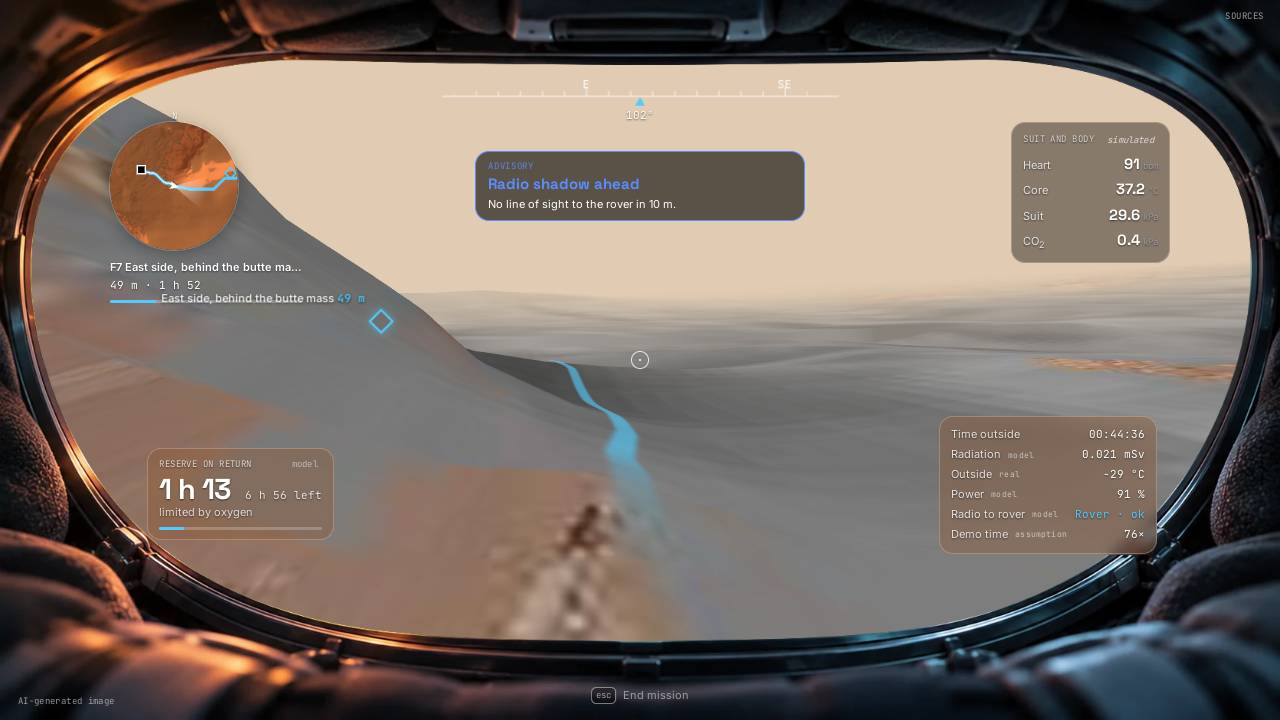 SOURCES
E
SE
102°
N
ADVISORY
Radio shadow ahead
No line of sight to the rover in 10 m.
SUIT AND BODY simulated
Heart 91 bpm
Core 37.2 °C
Suit 29.6 kPa
CO2 0.4 kPa
F7 East side, behind the butte ma...
49 m · 1 h 52
East side, behind the butte mass 49 m
RESERVE ON RETURN model
1 h 13 6 h 56 left
limited by oxygen
Time outside 00:44:36
Radiation model 0.021 mSv
Outside real -29 °C
Power model 91 %
Radio to rover model Rover · ok
Demo time assumption 76×
esc End mission
AI-generated image